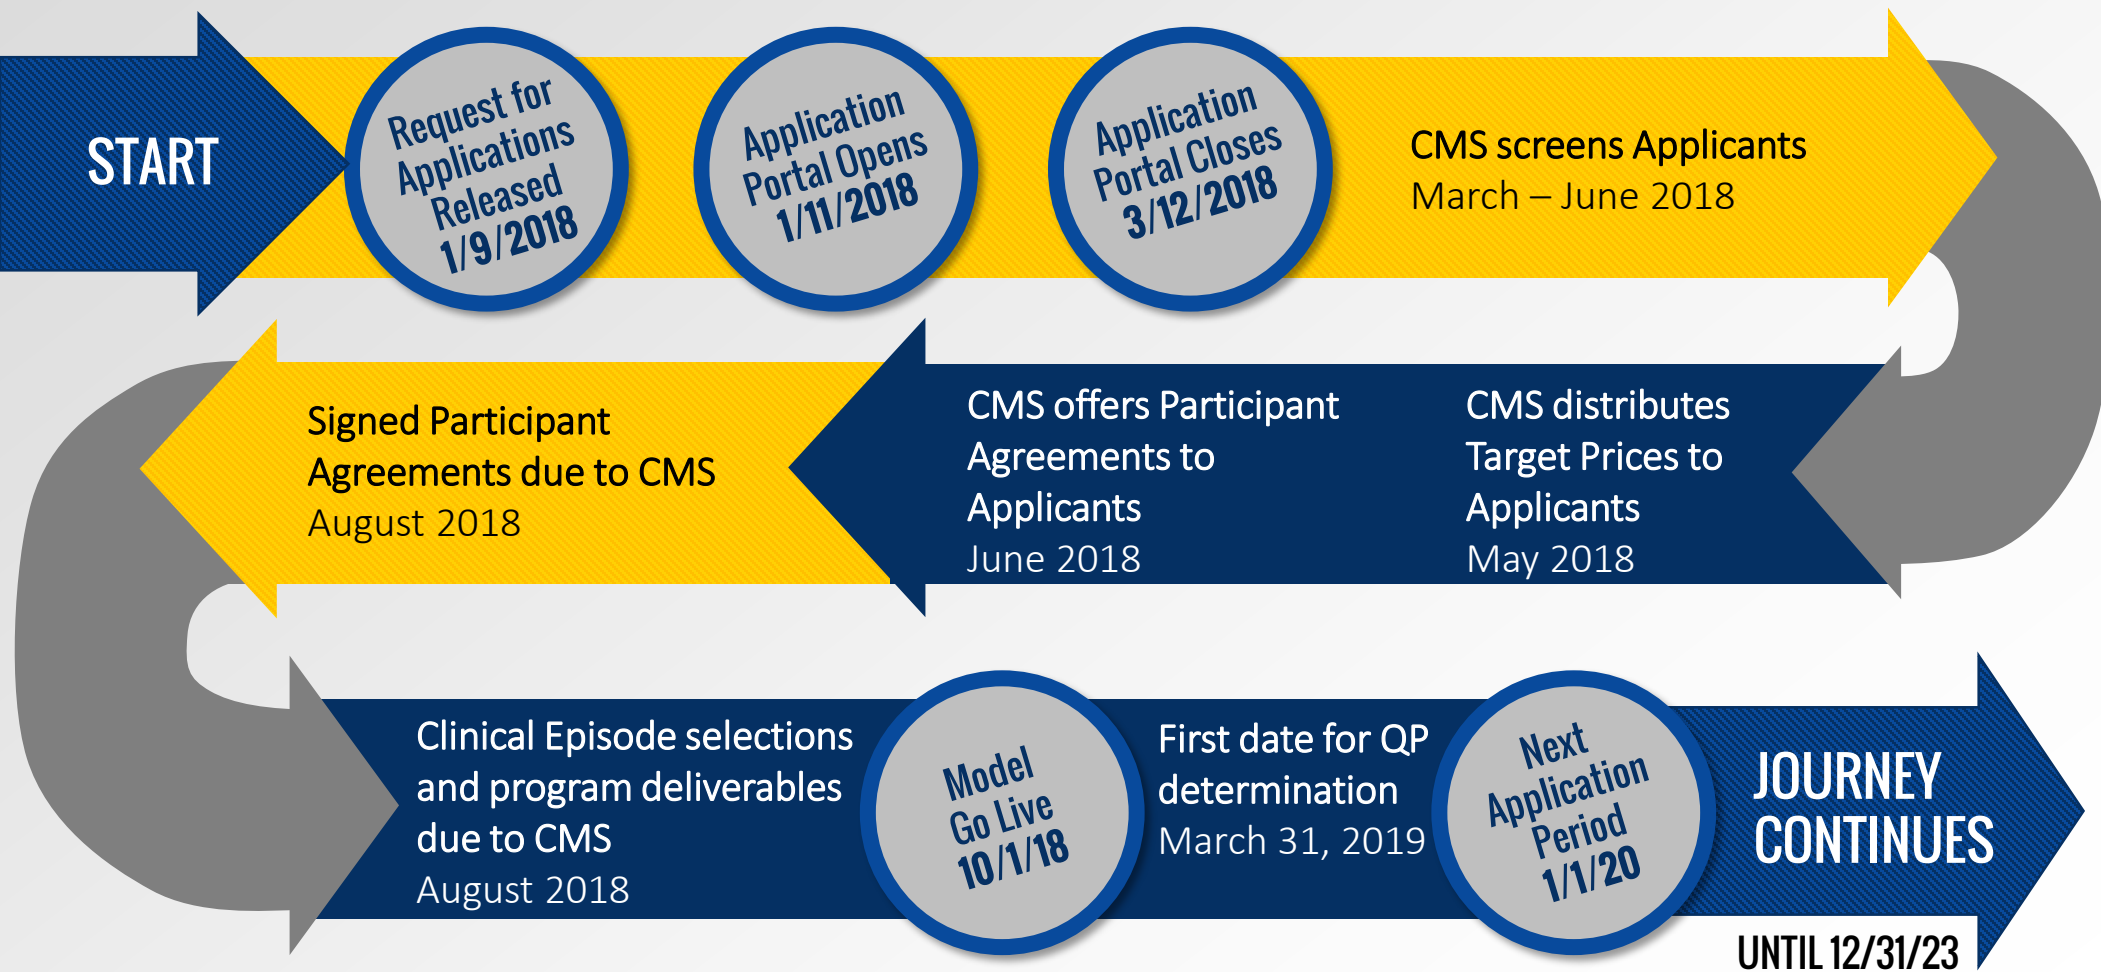 START
Request for
Applications
Released
1/9/2018
Application
Portal Opens
1/11/2018
Application
Portal Closes
3/12/2018
CMS screens Applicants
March – June 2018
CMS distributes
Target Prices to
Applicants
May 2018
CMS offers Participant
Agreements to
Applicants
June 2018
Signed Participant
Agreements due to CMS
August 2018
Clinical Episode selections
and program deliverables
due to CMS
August 2018
Model
Go Live
10/1/18
First date for QP
determination
March 31, 2019
Next
Application
Period
1/1/20
JOURNEY
CONTINUES
UNTIL 12/31/23